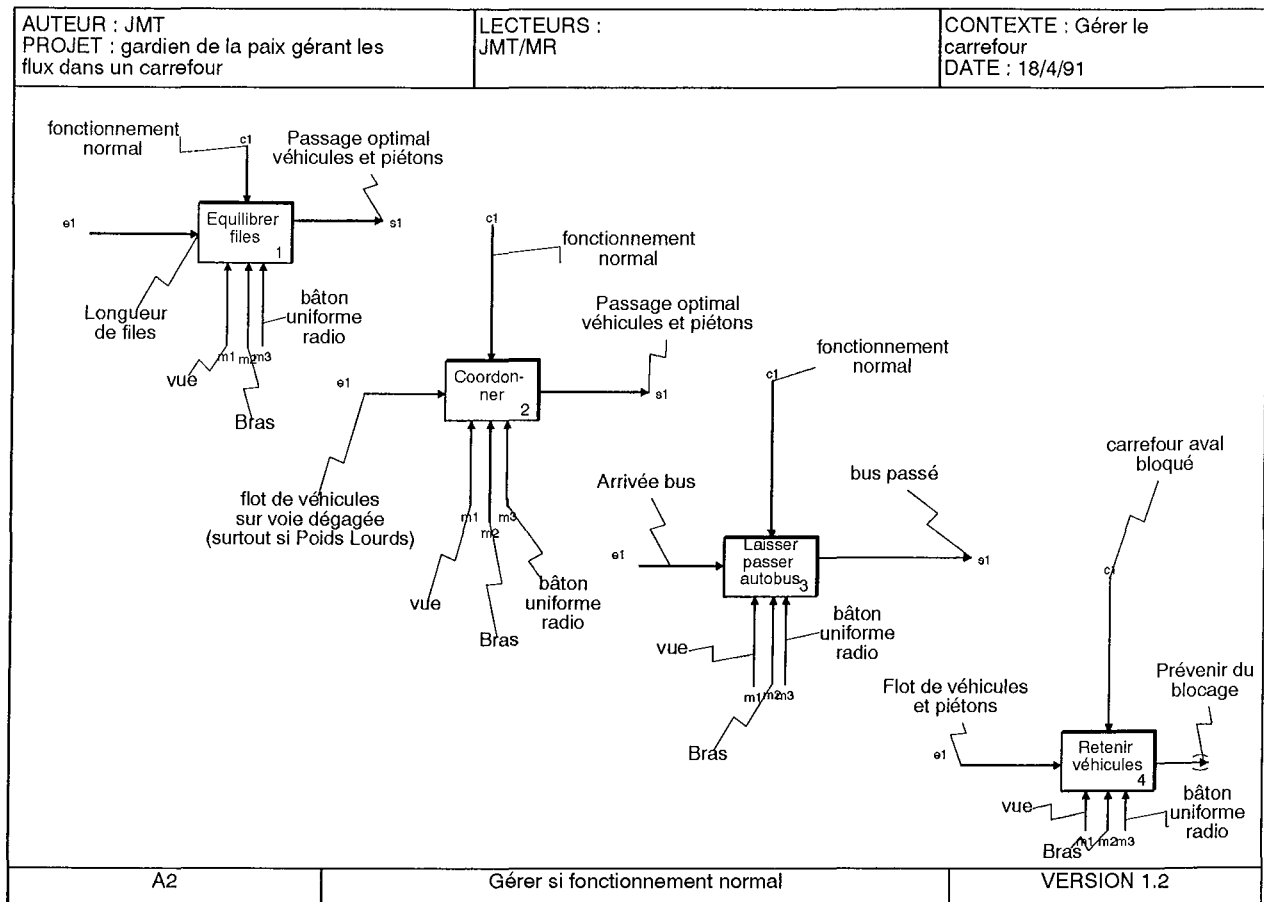 AUTEUR : JMT
PROJET : gardien de la paix gérant les
flux dans un carrefour
LECTEURS :
JMT/MR
CONTEXTE : Gérer le
carrefour
DATE : 18/4/91
fonctionnement
normal
c1
Passage optimal
véhicules et piétons
e1
Equilibrer
files
1
s1
Longueur
de files
bâton
uniforme
radio
m1
m2
m3
vue
Bras
c1
fonctionnement
normal
Passage optimal
véhicules et piétons
e1
Coordon-
ner
2
s1
flot de véhicules
sur voie dégagée
(surtout si Poids Lourds)
m1
m2
m3
vue
Bras
bâton
uniforme
radio
fonctionnement
normal
c1
Arrivée bus
bus passé
e1
Laisser
passer
autobus
3
s1
vue
bâton
uniforme
radio
m1
m2
m3
Bras
carrefour aval
bloqué
c1
Flot de véhicules
et piétons
Prévenir du
blocage
e1
Retenir
véhicules
4
vue
bâton
uniforme
radio
m1
m2
m3
Bras
A2
Gérer si fonctionnement normal
VERSION 1.2